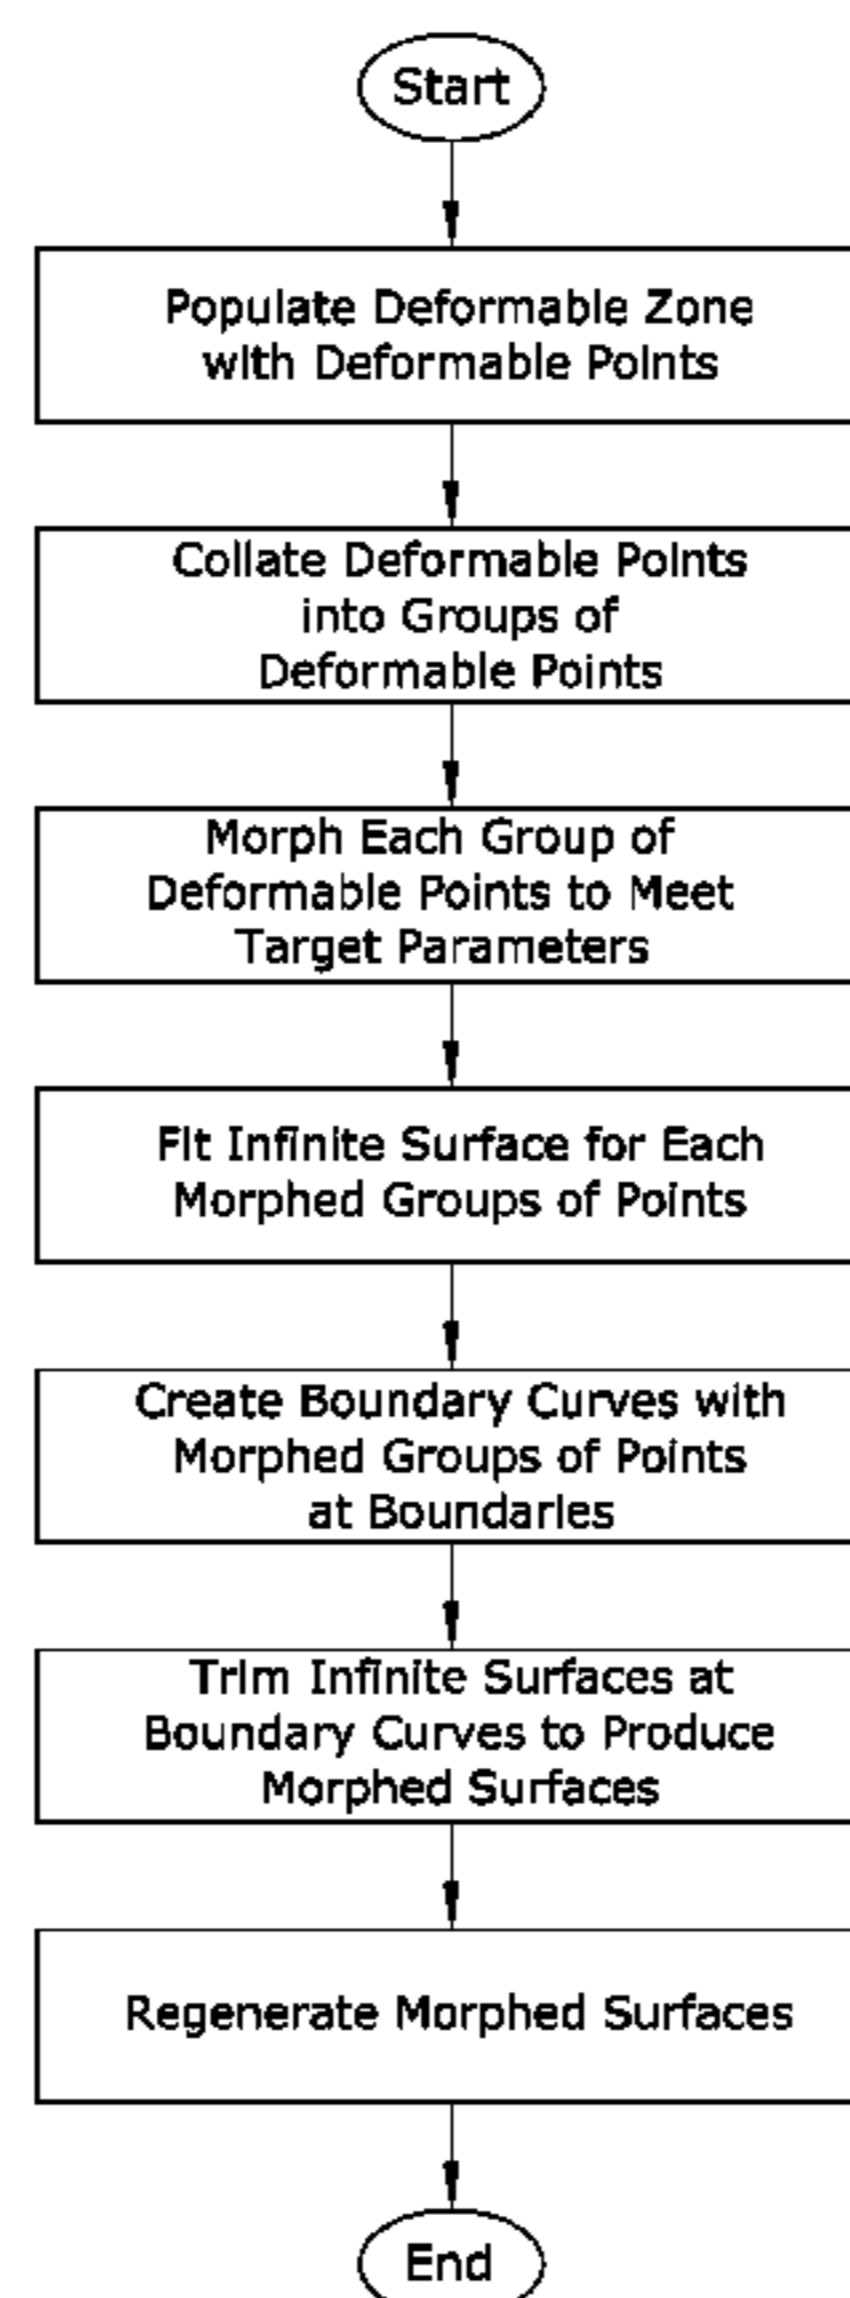 Start
Populate Deformable Zone
with Deformable Points
Collate Deformable Points
into Groups of
Deformable Points
Morph Each Group of
Deformable Points to Meet
Target Parameters
Fit Infinite Surface for Each
Morphed Groups of Points
Create Boundary Curves with
Morphed Groups of Points
at Boundaries
Trim Infinite Surfaces at
Boundary Curves to Produce
Morphed Surfaces
Regenerate Morphed Surfaces
End